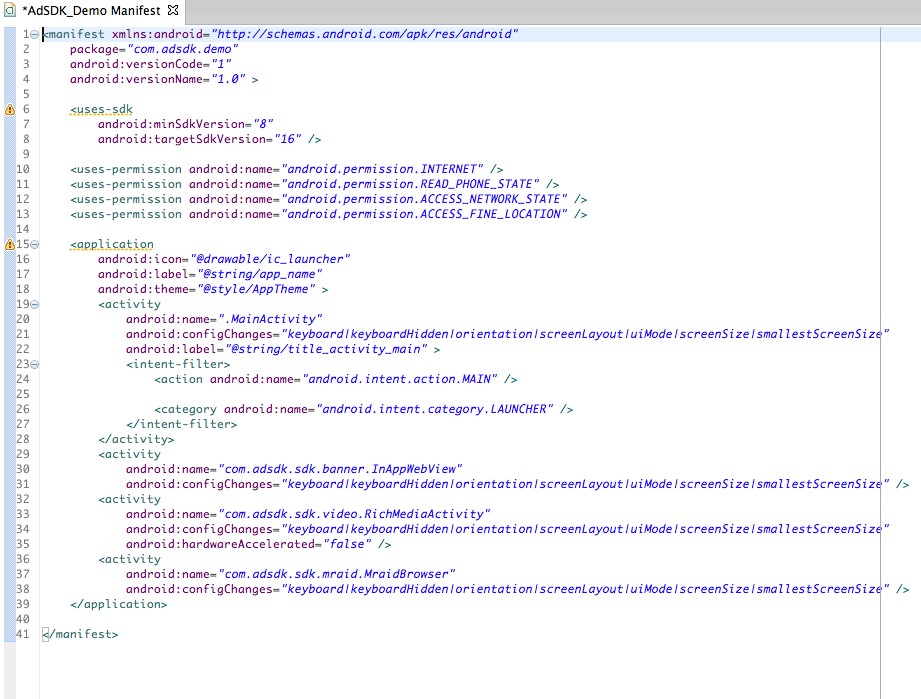 *AdSDK_Demo Manifest
1 <manifest xmlns:android="http://schemas.android.com/apk/res/android"
2 package="com.adsdk.demo"
3 android:versionCode="1"
4 android:versionName="1.0" >
5
6 <uses-sdk
7 android:minSdkVersion="8"
8 android:targetSdkVersion="16" />
9
10 <uses-permission android:name="android.permission.INTERNET" />
11 <uses-permission android:name="android.permission.READ_PHONE_STATE" />
12 <uses-permission android:name="android.permission.ACCESS_NETWORK_STATE" />
13 <uses-permission android:name="android.permission.ACCESS_FINE_LOCATION" />
14
15 <application
16 android:icon="@drawable/ic_launcher"
17 android:label="@string/app_name"
18 android:theme="@style/AppTheme" >
19 <activity
20 android:name=".MainActivity"
21 android:configChanges="keyboard|keyboardHidden|orientation|screenLayout|uiMode|screenSize|smallestScreenSize"
22 android:label="@string/title_activity_main" >
23 <intent-filter>
24 <action android:name="android.intent.action.MAIN" />
25
26 <category android:name="android.intent.category.LAUNCHER" />
27 </intent-filter>
28 </activity>
29 <activity
30 android:name="com.adsdk.sdk.banner.InAppWebView"
31 android:configChanges="keyboard|keyboardHidden|orientation|screenLayout|uiMode|screenSize|smallestScreenSize" />
32 <activity
33 android:name="com.adsdk.sdk.video.RichMediaActivity"
34 android:configChanges="keyboard|keyboardHidden|orientation|screenLayout|uiMode|screenSize|smallestScreenSize"
35 android:hardwareAccelerated="false" />
36 <activity
37 android:name="com.adsdk.sdk.mraid.MraidBrowser"
38 android:configChanges="keyboard|keyboardHidden|orientation|screenLayout|uiMode|screenSize|smallestScreenSize" />
39 </application>
40
41 </manifest>